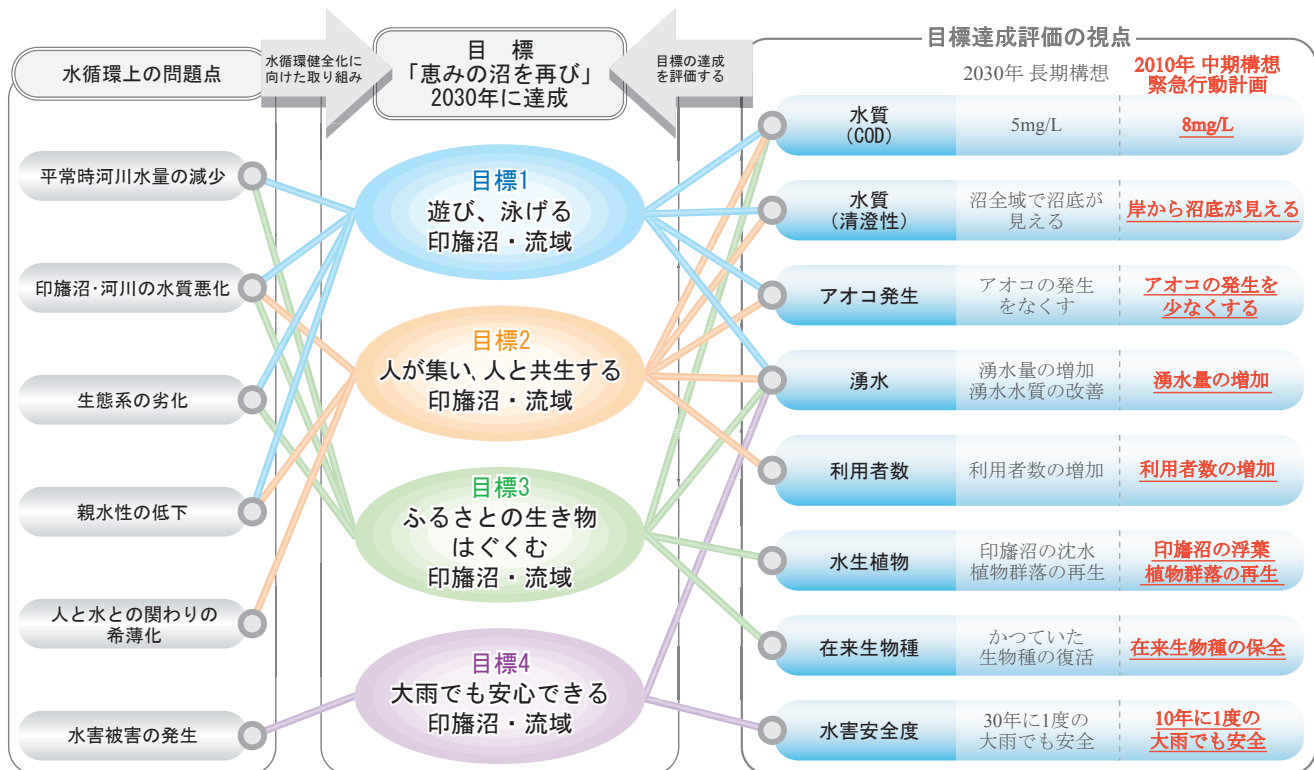 水循環上の問題点
水循環健全化に
向けた取り組み
目 標
「恵みの沼を再び」
2030年に達成
目標の達成
を評価する
目標達成評価の視点
2030年 長期構想
2010年 中期構想
緊急行動計画
平常時河川水量の減少
印旛沼・河川の水質悪化
生態系の劣化
親水性の低下
人と水との関わりの
希薄化
水害被害の発生
目標1
遊び、泳げる
印旛沼・流域
目標2
人が集い、人と共生する
印旛沼・流域
目標3
ふるさとの生き物
はぐくむ
印旛沼・流域
目標4
大雨でも安心できる
印旛沼・流域
水質
(COD)
5mg/L
8mg/L
水質
(清澄性)
沼全域で沼底が
見える
岸から沼底が見える
アオコ発生
アオコの発生
をなくす
アオコの発生を
少なくする
湧水
湧水量の増加
湧水水質の改善
湧水量の増加
利用者数
利用者数の増加
利用者数の増加
水生植物
印旛沼の沈水
植物群落の再生
印旛沼の浮葉
植物群落の再生
在来生物種
かつていた
生物種の復活
在来生物種の保全
水害安全度
30年に1度の
大雨でも安全
10年に1度の
大雨でも安全